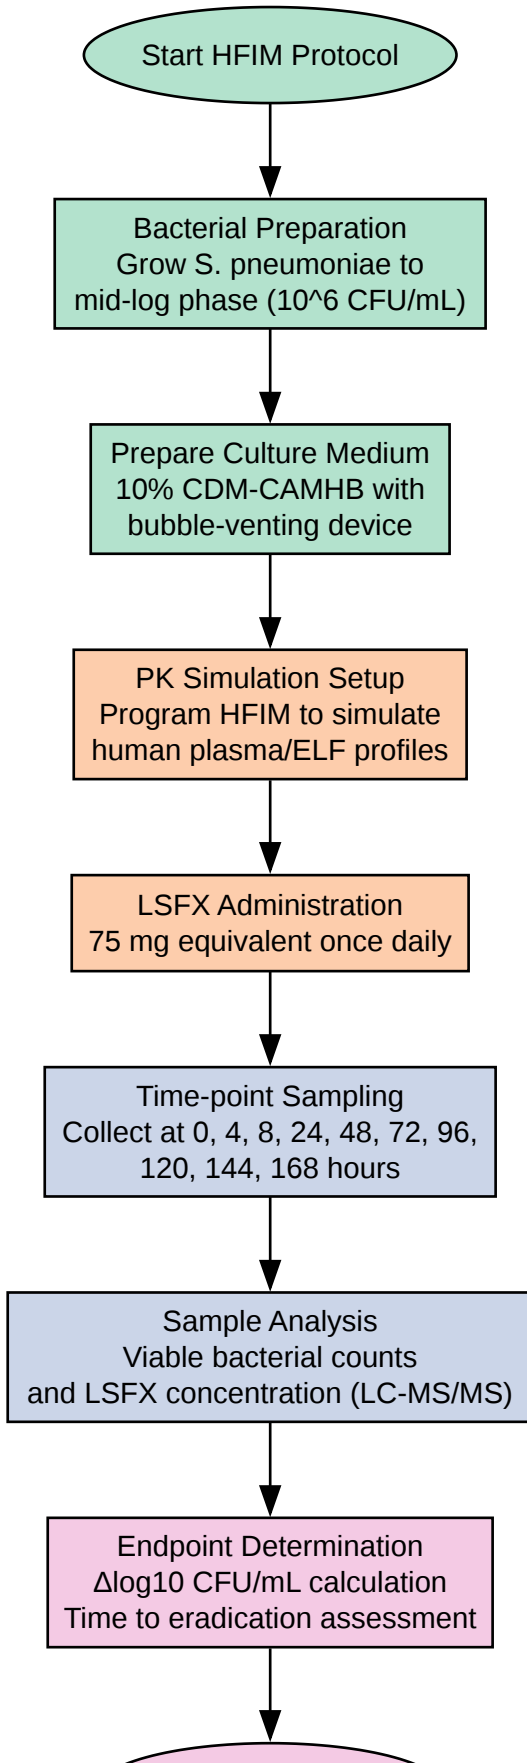 Start HFIM Protocol
Bacterial Preparation
Grow S. pneumoniae to
mid-log phase (10^6 CFU/mL)
Prepare Culture Medium
10% CDM-CAMHB with
bubble-venting device
PK Simulation Setup
Program HFIM to simulate
human plasma/ELF profiles
LSFX Administration
75 mg equivalent once daily
Time-point Sampling
Collect at 0, 4, 8, 24, 48, 72, 96,
120, 144, 168 hours
Sample Analysis
Viable bacterial counts
and LSFX concentration (LC-MS/MS)
Endpoint Determination
Δlog10 CFU/mL calculation
Time to eradication assessment